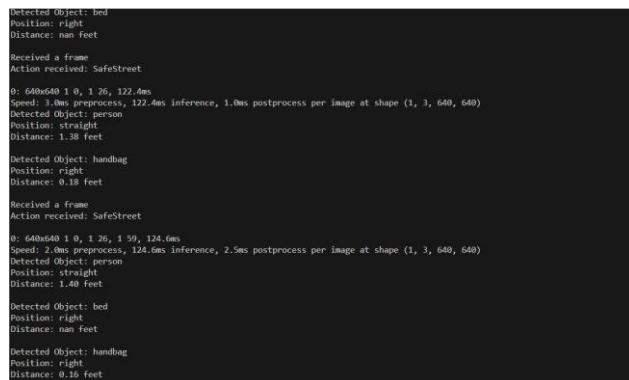 Detected Object: bed
Position: right
Distance: nan feet
Received a frame
Action received: SafeStreet
0: 640x640 1 0, 1 26, 122.4ms
Speed: 3.0ms preprocess, 122.4ms inference, 1.0ms postprocess per image at shape (1, 3, 640, 640)
Detected Object: person
Position: straight
Distance: 1.38 feet
Detected Object: handbag
Position: right
Distance: 0.18 feet
Received a frame
Action received: SafeStreet
0: 640x640 1 0, 1 26, 1 59, 124.6ms
Speed: 2.0ms preprocess, 124.6ms inference, 2.5ms postprocess per image at shape (1, 3, 640, 640)
Detected Object: person
Position: straight
Distance: 1.40 feet
Detected Object: bed
Position: right
Distance: nan feet
Detected Object: handbag
Position: right
Distance: 0.16 feet